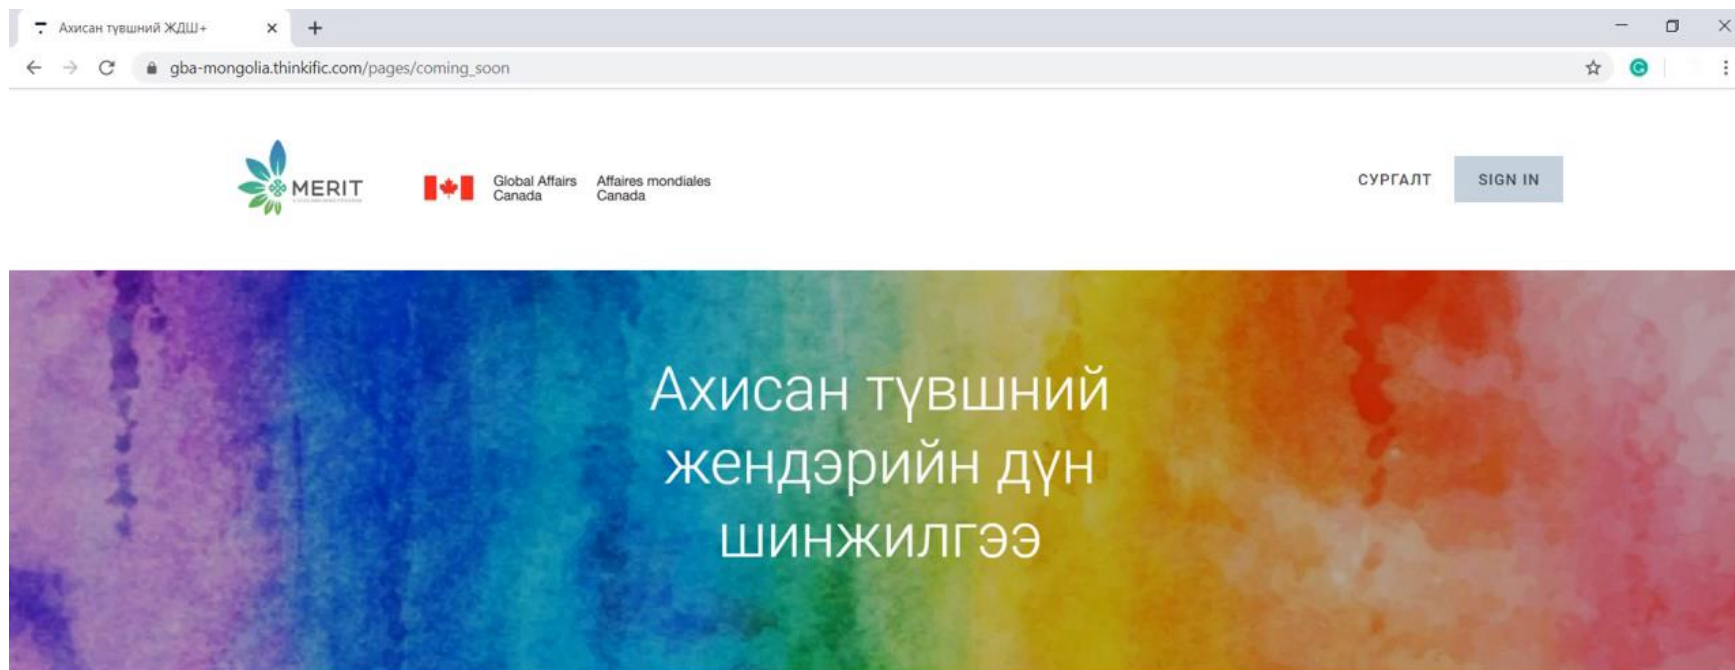 Ахисан түвшний ЖДШ+
gba-mongolia.thinkific.com/pages/coming_soon
MERIT
Global Affairs Canada
Affaires mondiales Canada
СУРГАЛТ
SIGN IN
Ахисан түвшний
жендэрийн дүн
шинжилгээ